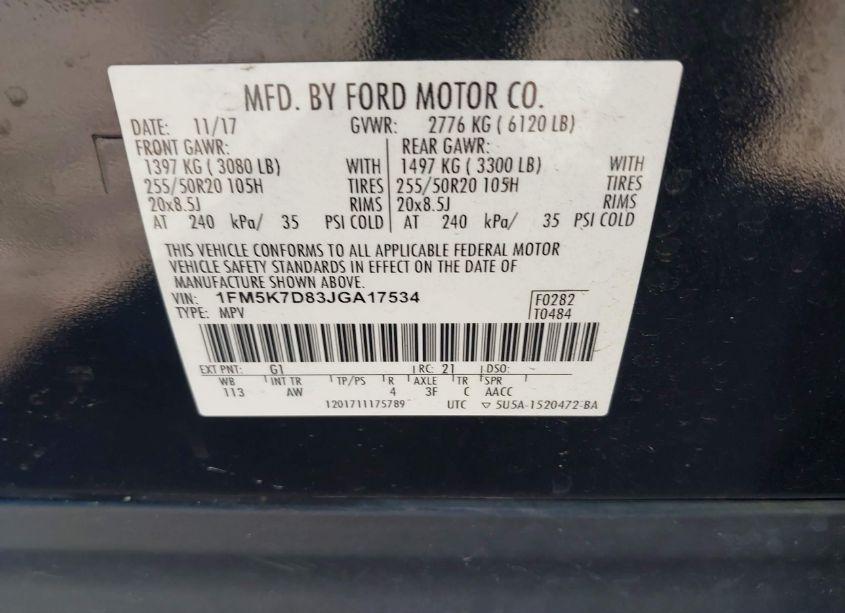 MFD. BY FORD MOTOR CO.
DATE: 11/17 GVWR: 2776 KG ( 6120 LB)
FRONT GAWR: REAR GAWR:
1397 KG ( 3080 LB) WITH 1497 KG ( 3300 LB) WITH
255/50R20 105H TIRES 255/50R20 105H TIRES
20x8.5J RIMS 20x8.5J RIMS
AT 240 kPa/ 35 PSI COLD AT 240 kPa/ 35 PSI COLD
THIS VEHICLE CONFORMS TO ALL APPLICABLE FEDERAL MOTOR
VEHICLE SAFETY STANDARDS IN EFFECT ON THE DATE OF
MANUFACTURE SHOWN ABOVE.
VIN: 1FM5K7D83JGA17534 F0282
TYPE: MPV T0484
EXT PNT: G1 RC: 21 DSO:
WB INT TR TP/PS R AXLE TR SPR
113 AW 4 3F C AACC
1201711175789 UTC ▽ 5U5A-1520472-BA